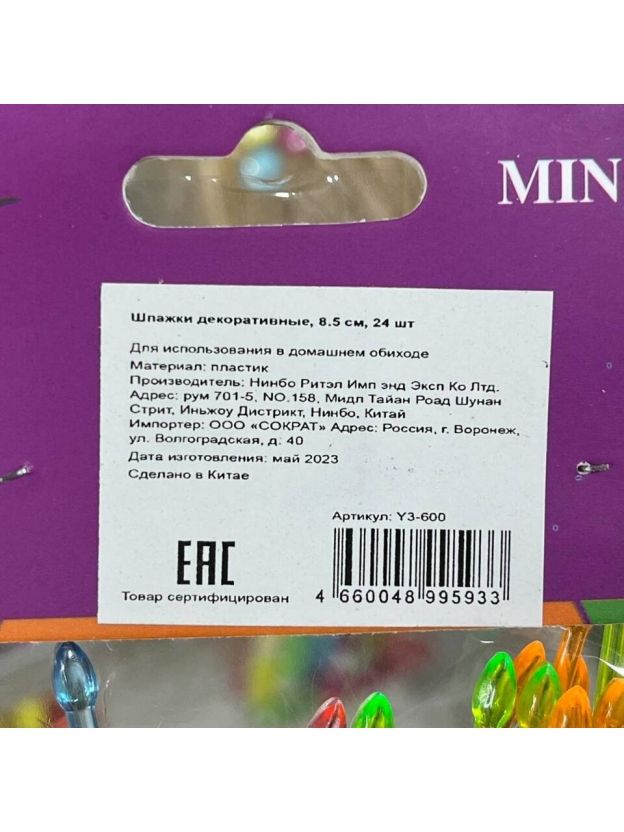 MIN
Шпажки декоративные, 8.5 см, 24 шт
Для использования в домашнем обиходе
Материал: пластик
Производитель: Нинбо Ритэл Имп энд Эксп Ко Лтд.
Адрес: рум 701-5, NO.158, Мидл Тайан Роад Шунан
Стрит, Иньжоу Дистрикт, Нинбо, Китай
Импортер: ООО «СОКРАТ» Адрес: Россия, г. Воронеж,
ул. Волгоградская, д. 40
Дата изготовления: май 2023
Сделано в Китае
Артикул: Y3-600
EAC
Товар сертифицирован
4 660048 995933